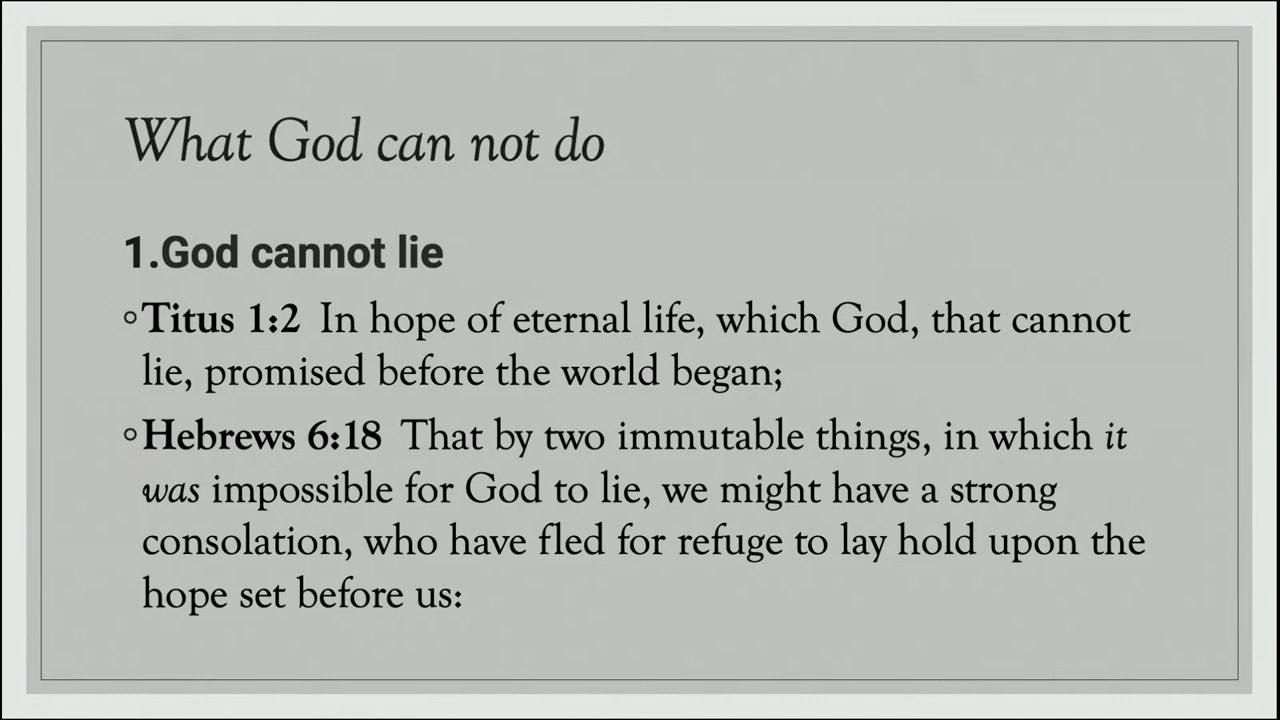 What God can not do
1.God cannot lie
◦Titus 1:2  In hope of eternal life, which God, that cannot
lie, promised before the world began;
◦Hebrews 6:18  That by two immutable things, in which it
was impossible for God to lie, we might have a strong
consolation, who have fled for refuge to lay hold upon the
hope set before us: